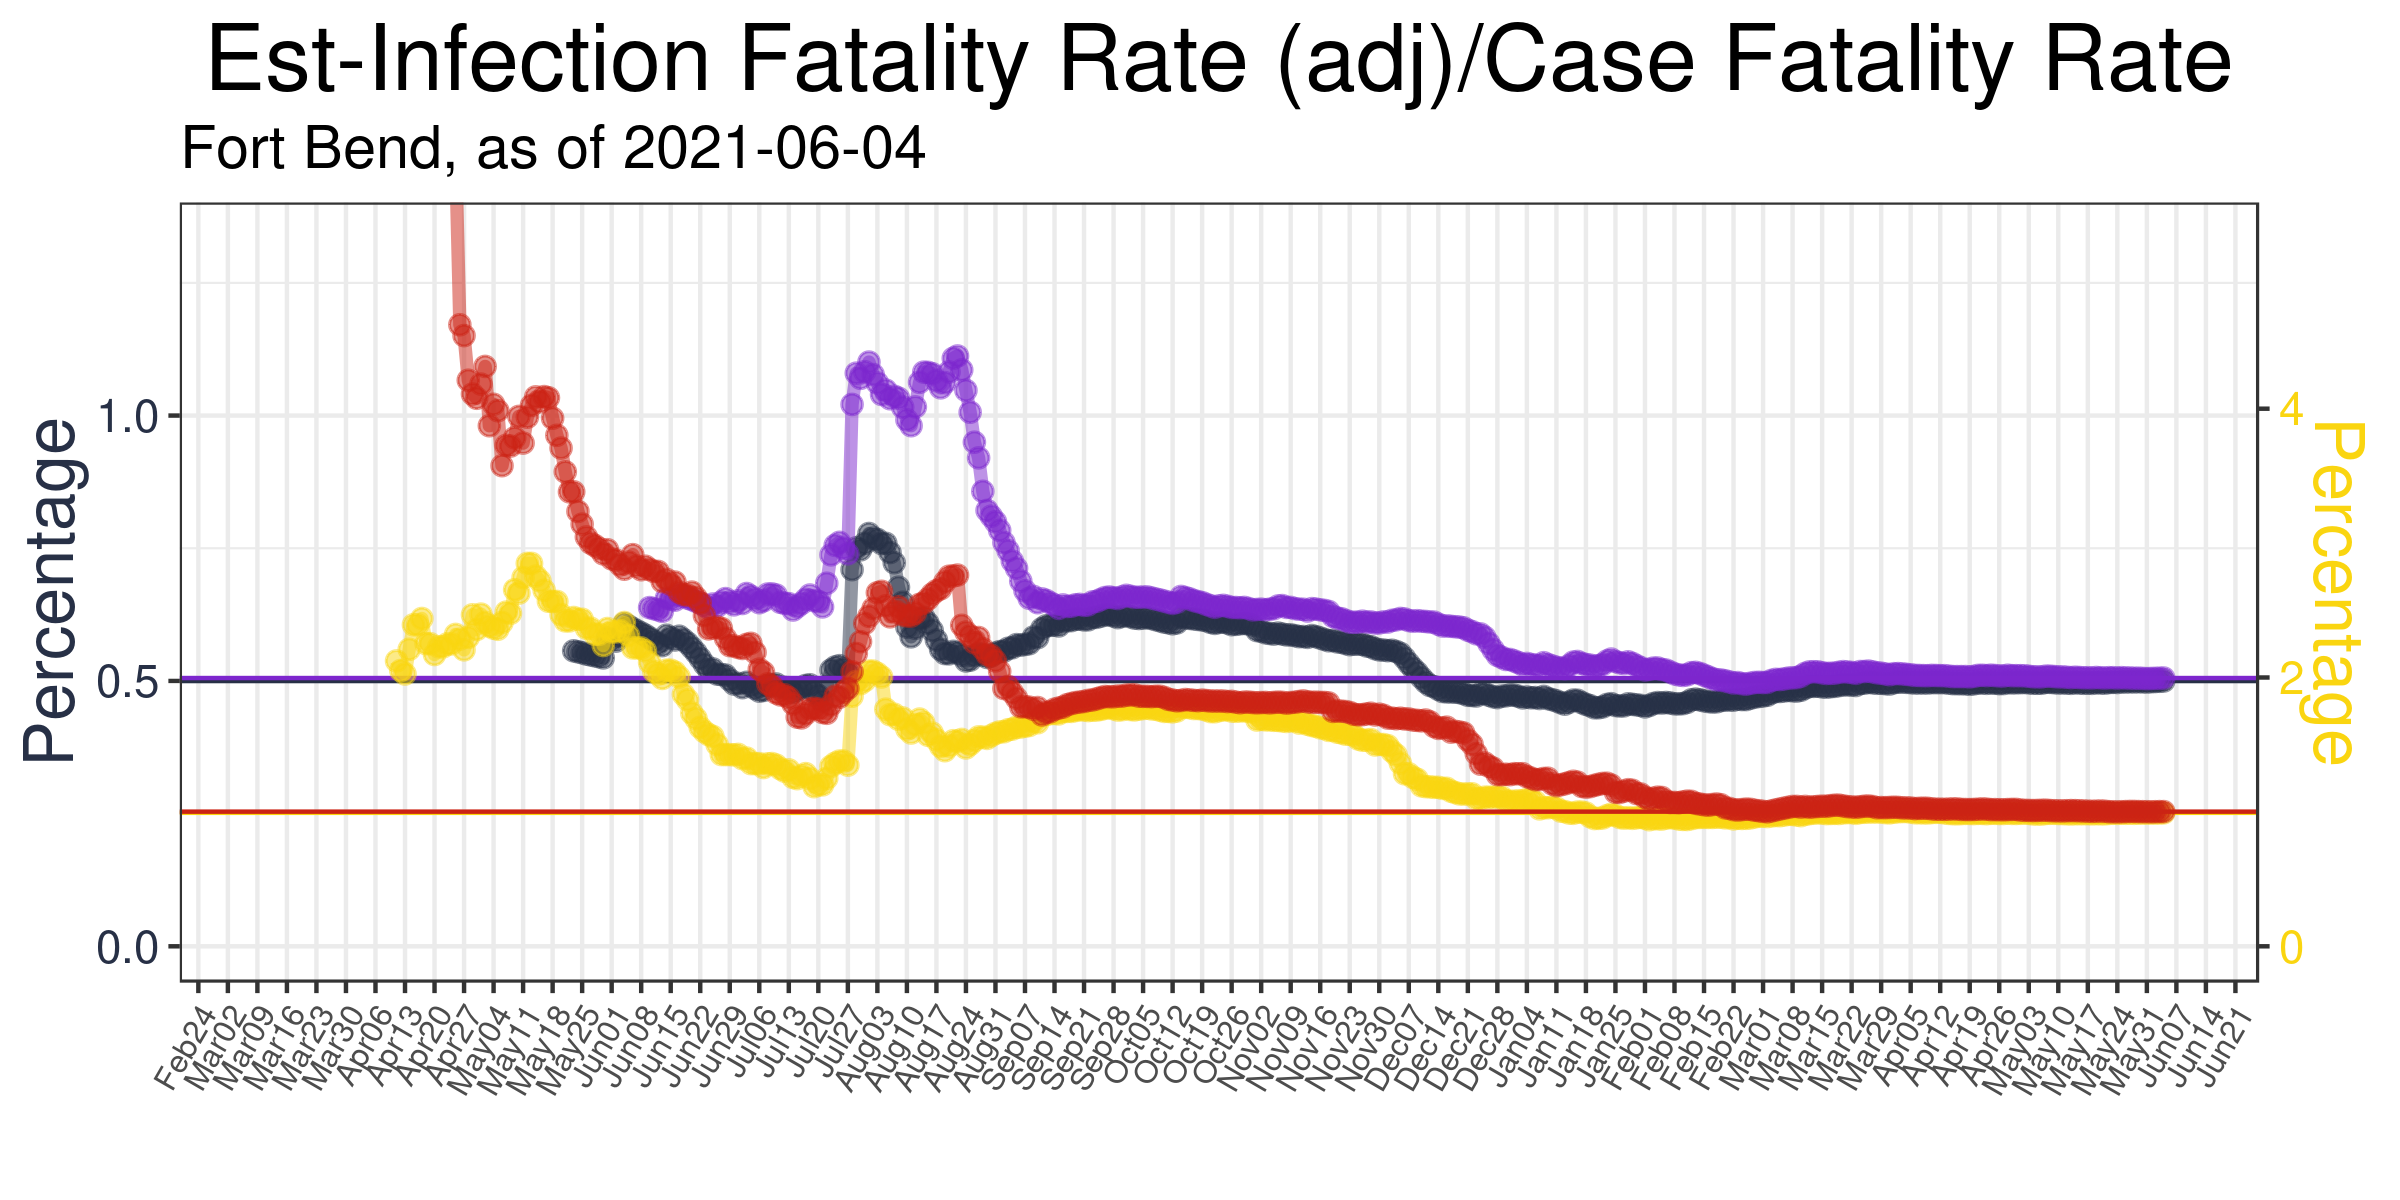 Est-Infection Fatality Rate (adj)/Case Fatality Rate
Fort Bend, as of 2021-06-04
Percentage
1.0
0.5
0.0
4
2
0
Percentage
Feb24
Mar02
Mar09
Mar16
Mar23
Mar30
Apr06
Apr13
Apr20
Apr27
May04
May11
May18
May25
Jun01
Jun08
Jun15
Jun22
Jun29
Jul06
Jul13
Jul20
Jul27
Aug03
Aug10
Aug17
Aug24
Aug31
Sep07
Sep14
Sep21
Sep28
Oct05
Oct12
Oct19
Oct26
Nov02
Nov09
Nov16
Nov23
Nov30
Dec07
Dec14
Dec21
Dec28
Jan04
Jan11
Jan18
Jan25
Feb01
Feb08
Feb15
Feb22
Mar01
Mar08
Mar15
Mar22
Mar29
Apr05
Apr12
Apr19
Apr26
May03
May10
May17
May24
May31
Jun07
Jun14
Jun21